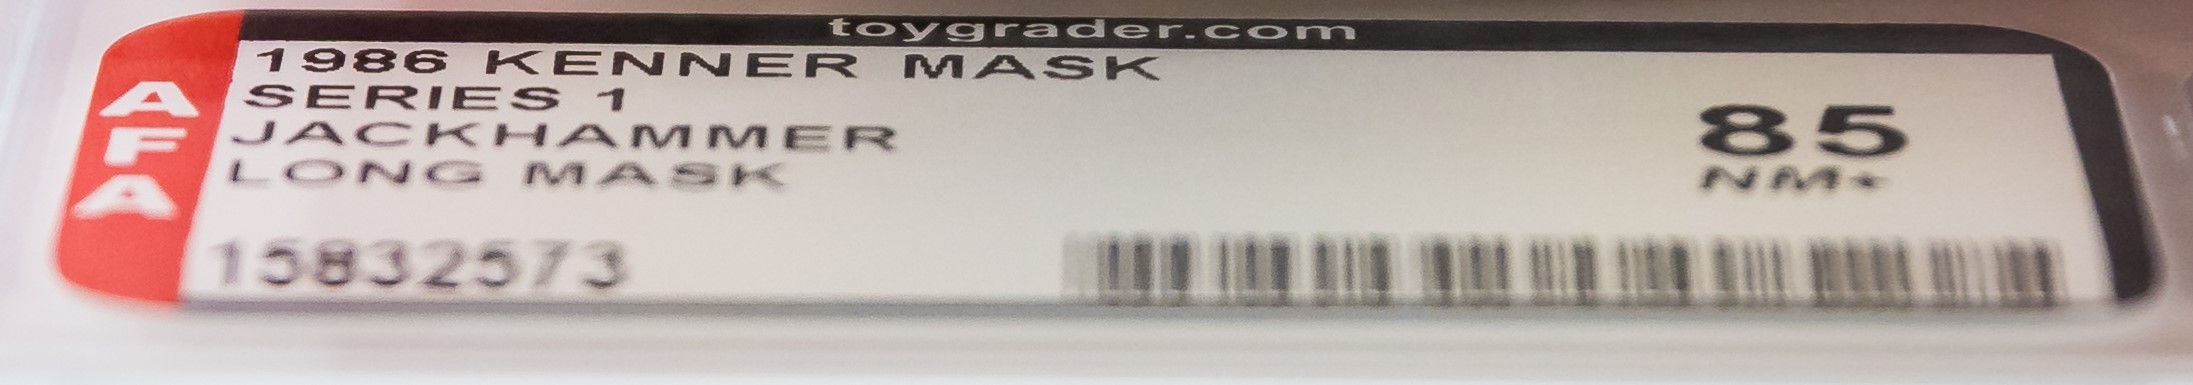 toygrader.com
AFA
1986 KENNER MASK
SERIES 1
JACKHAMMER
LONG MASK
85
NM+
15832573